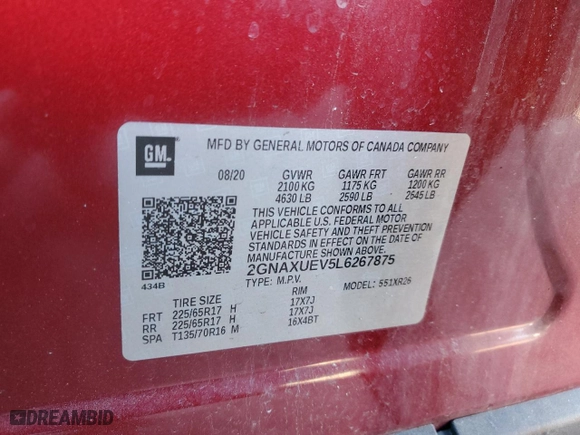 GM
MFD BY GENERAL MOTORS OF CANADA COMPANY
08/20 GVWR GAWR FRT GAWR RR
2100 KG 1175 KG 1200 KG
4630 LB 2590 LB 2645 LB
THIS VEHICLE CONFORMS TO ALL
APPLICABLE U.S. FEDERAL MOTOR
VEHICLE SAFETY AND THEFT PREVENTION
STANDARDS IN EFFECT ON THE DATE OF
MANUFACTURE SHOWN ABOVE.
2GNAXUEV5L6267875
434B
TYPE: M.P.V. MODEL: 551XR26
TIRE SIZE RIM
FRT 225/65R17 H 17X7J
RR 225/65R17 H 17X7J
SPA T135/70R16 M 16X4BT
DREAMBID